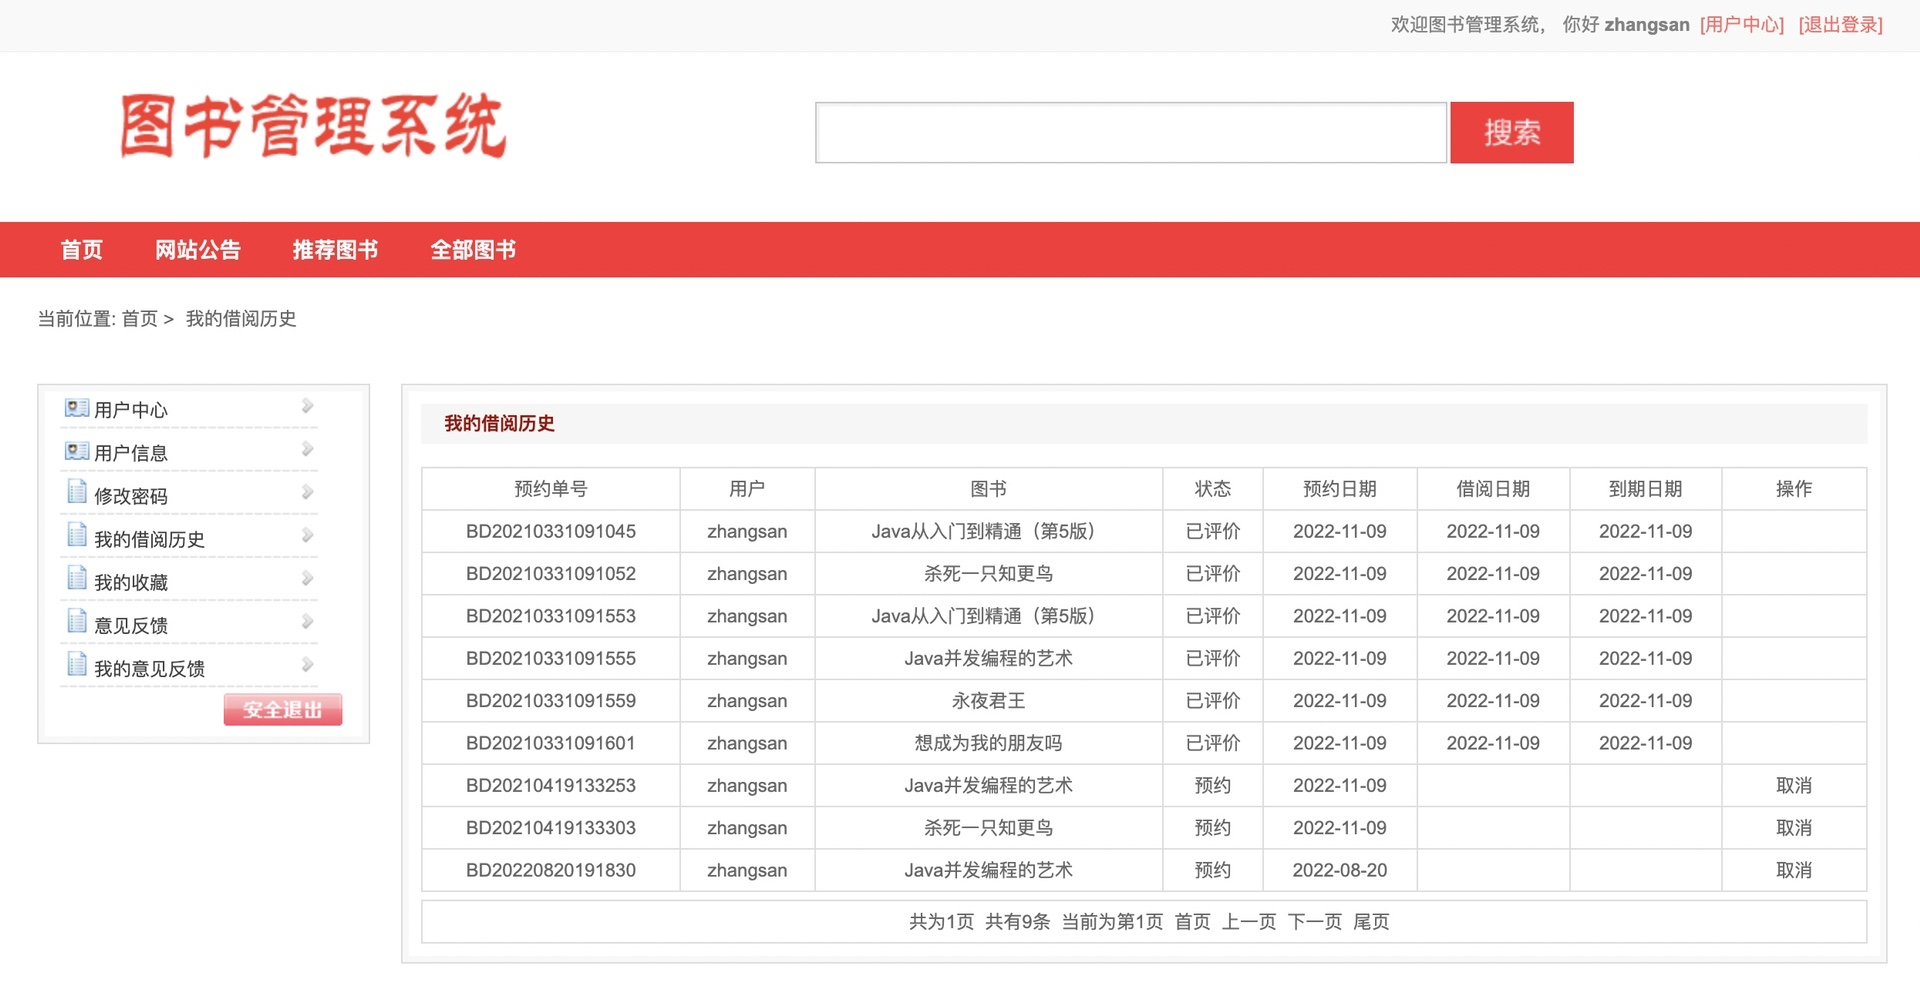 欢迎图书管理系统， 你好 zhangsan [用户中心] [退出登录]
图书管理系统
搜索
首页 网站公告 推荐图书 全部图书
当前位置: 首页 > 我的借阅历史
用户中心
用户信息
修改密码
我的借阅历史
我的收藏
意见反馈
我的意见反馈
安全退出
我的借阅历史
预约单号 用户 图书 状态 预约日期 借阅日期 到期日期 操作
BD20210331091045 zhangsan Java从入门到精通（第5版） 已评价 2022-11-09 2022-11-09 2022-11-09
BD20210331091052 zhangsan 杀死一只知更鸟 已评价 2022-11-09 2022-11-09 2022-11-09
BD20210331091553 zhangsan Java从入门到精通（第5版） 已评价 2022-11-09 2022-11-09 2022-11-09
BD20210331091555 zhangsan Java并发编程的艺术 已评价 2022-11-09 2022-11-09 2022-11-09
BD20210331091559 zhangsan 永夜君王 已评价 2022-11-09 2022-11-09 2022-11-09
BD20210331091601 zhangsan 想成为我的朋友吗 已评价 2022-11-09 2022-11-09 2022-11-09
BD20210419133253 zhangsan Java并发编程的艺术 预约 2022-11-09 取消
BD20210419133303 zhangsan 杀死一只知更鸟 预约 2022-11-09 取消
BD20220820191830 zhangsan Java并发编程的艺术 预约 2022-08-20 取消
共为1页 共有9条 当前为第1页 首页 上一页 下一页 尾页